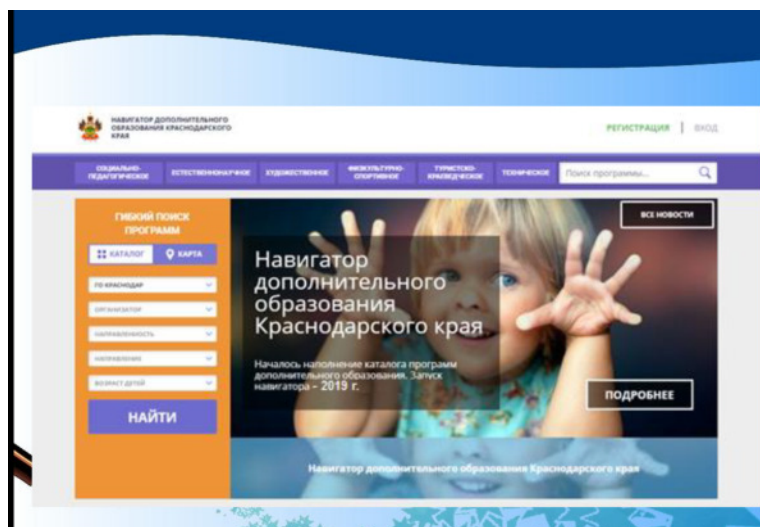 НАВИГАТОР ДОПОЛНИТЕЛЬНОГО
ОБРАЗОВАНИЯ КРАСНОДАРСКОГО
КРАЯ
РЕГИСТРАЦИЯ | ВХОД
СОЦИАЛЬНО-
ПЕДАГОГИЧЕСКОЕ
ЕСТЕСТВЕННОНАУЧНОЕ
ХУДОЖЕСТВЕННОЕ
ФИЗКУЛЬТУРНО-
СПОРТИВНОЕ
ТУРИСТСКО-
КРАЕВЕДЧЕСКОЕ
ТЕХНИЧЕСКОЕ
Поиск программы...
ГИБКИЙ ПОИСК
ПРОГРАММ
КАТАЛОГ
КАРТА
ГО КРАСНОДАР
ОРГАНИЗАТОР
НАПРАВЛЕННОСТЬ
НАПРАВЛЕНИЕ
ВОЗРАСТ ДЕТЕЙ
НАЙТИ
ВСЕ НОВОСТИ
Навигатор
дополнительного
образования
Краснодарского края
Началось наполнение каталога программ
дополнительного образования. Запуск
навигатора – 2019 г.
ПОДРОБНЕЕ
Навигатор дополнительного образования Краснодарского края